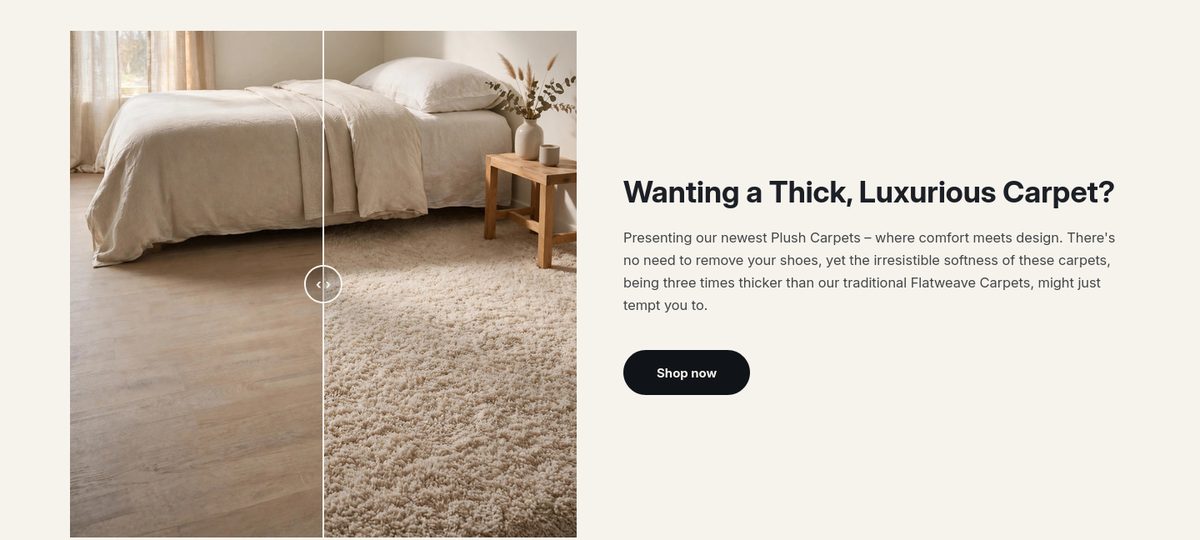 Wanting a Thick, Luxurious Carpet?
Presenting our newest Plush Carpets – where comfort meets design. There's
no need to remove your shoes, yet the irresistible softness of these carpets,
being three times thicker than our traditional Flatweave Carpets, might just
tempt you to.
Shop now